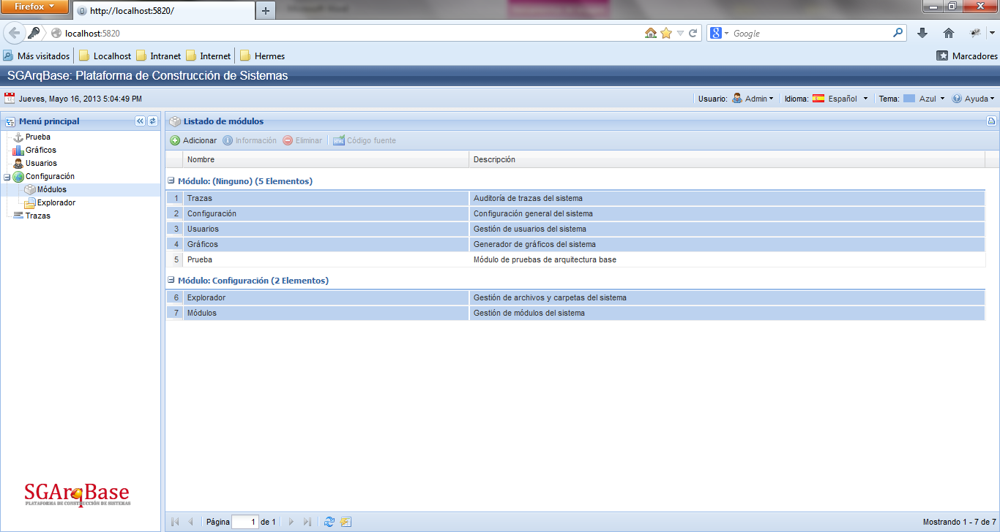 Firefox
http://localhost:5820/
localhost:5820
Google
Más visitados Localhost Intranet Internet Hermes Marcadores
SGArqBase: Plataforma de Construcción de Sistemas
Jueves, Mayo 16, 2013 5:04:49 PM Usuario: Admin Idioma: Español Tema: Azul Ayuda
Menú principal
Prueba
Gráficos
Usuarios
Configuración
Módulos
Explorador
Trazas
Listado de módulos
Adicionar Información Eliminar Código fuente
Nombre Descripción
Módulo: (Ninguno) (5 Elementos)
1 Trazas Auditoría de trazas del sistema
2 Configuración Configuración general del sistema
3 Usuarios Gestión de usuarios del sistema
4 Gráficos Generador de gráficos del sistema
5 Prueba Módulo de pruebas de arquitectura base
Módulo: Configuración (2 Elementos)
6 Explorador Gestión de archivos y carpetas del sistema
7 Módulos Gestión de módulos del sistema
SGArqBase
PLATAFORMA DE CONSTRUCCIÓN DE SISTEMAS
Página 1 de 1 Mostrando 1 - 7 de 7